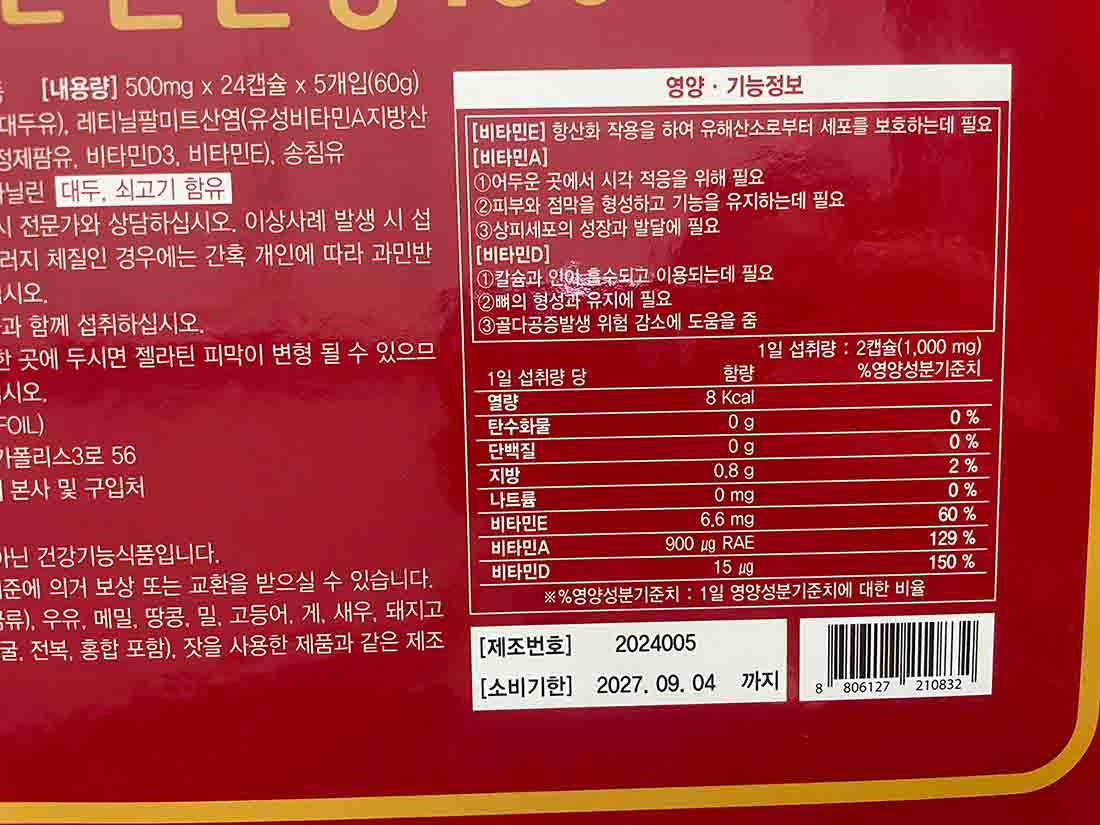 [내용량] 500mg x 24캡슐 x 5개입(60g)
대두유), 레티닐팔미트산염(유성비타민A지방산
정제팜유, 비타민D3, 비타민E), 송침유
닐린 대두, 쇠고기 함유
시 전문가와 상담하십시오. 이상사례 발생 시 섭
러지 체질인 경우에는 간혹 개인에 따라 과민반
시오.
과 함께 섭취하십시오.
한 곳에 두시면 젤라틴 피막이 변형 될 수 있으므
시오.
FOIL)
가폴리스3로 56
본사 및 구입처
아닌 건강기능식품입니다.
준에 의거 보상 또는 교환을 받으실 수 있습니다.
류), 우유, 메밀, 땅콩, 밀, 고등어, 게, 새우, 돼지고
굴, 전복, 홍합 포함), 잣을 사용한 제품과 같은 제조
영양 · 기능정보
[비타민E] 항산화 작용을 하여 유해산소로부터 세포를 보호하는데 필요
[비타민A]
①어두운 곳에서 시각 적응을 위해 필요
②피부와 점막을 형성하고 기능을 유지하는데 필요
③상피세포의 성장과 발달에 필요
[비타민D]
①칼슘과 인이 흡수되고 이용되는데 필요
②뼈의 형성과 유지에 필요
③골다공증발생 위험 감소에 도움을 줌
1일 섭취량 : 2캡슐(1,000 mg)
1일 섭취량 당 함량 %영양성분기준치
열량 8 Kcal
탄수화물 0 g 0 %
단백질 0 g 0 %
지방 0.8 g 2 %
나트륨 0 mg 0 %
비타민E 6.6 mg 60 %
비타민A 900 μg RAE 129 %
비타민D 15 μg 150 %
※%영양성분기준치 : 1일 영양성분기준치에 대한 비율
[제조번호] 2024005
[소비기한] 2027. 09. 04 까지
8 806127 210832